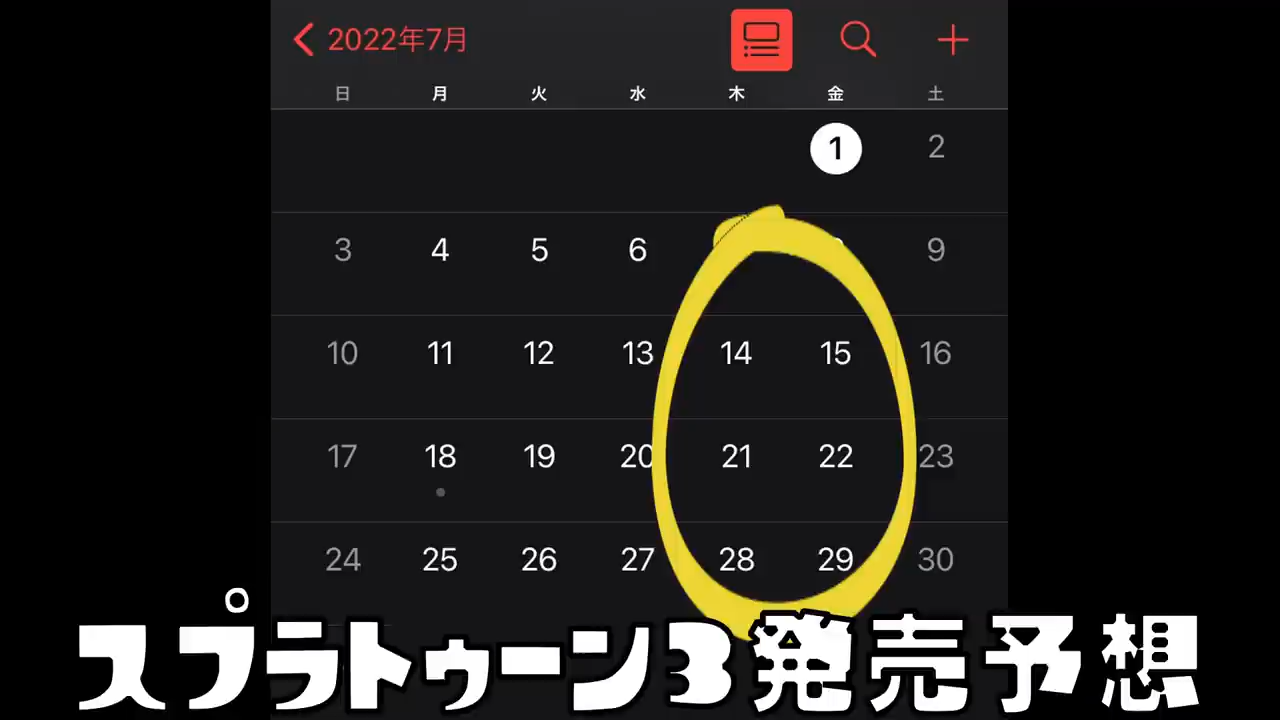 2022年7月
日 月 火 水 木 金 土
1 2
3 4 5 6 9
10 11 12 13 14 15 16
17 18 19 20 21 22 23
24 25 26 27 28 29 30
スプラトゥーン3発売予想